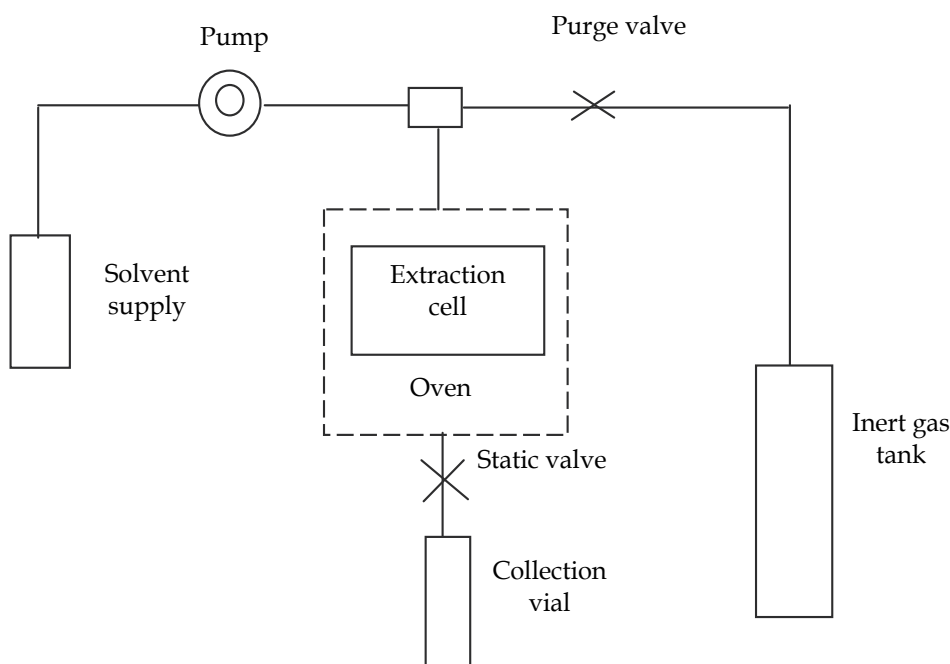 Purge valve
Pump
Solvent
supply
Extraction
cell
Oven
Inert gas
tank
Static valve
Collection
vial